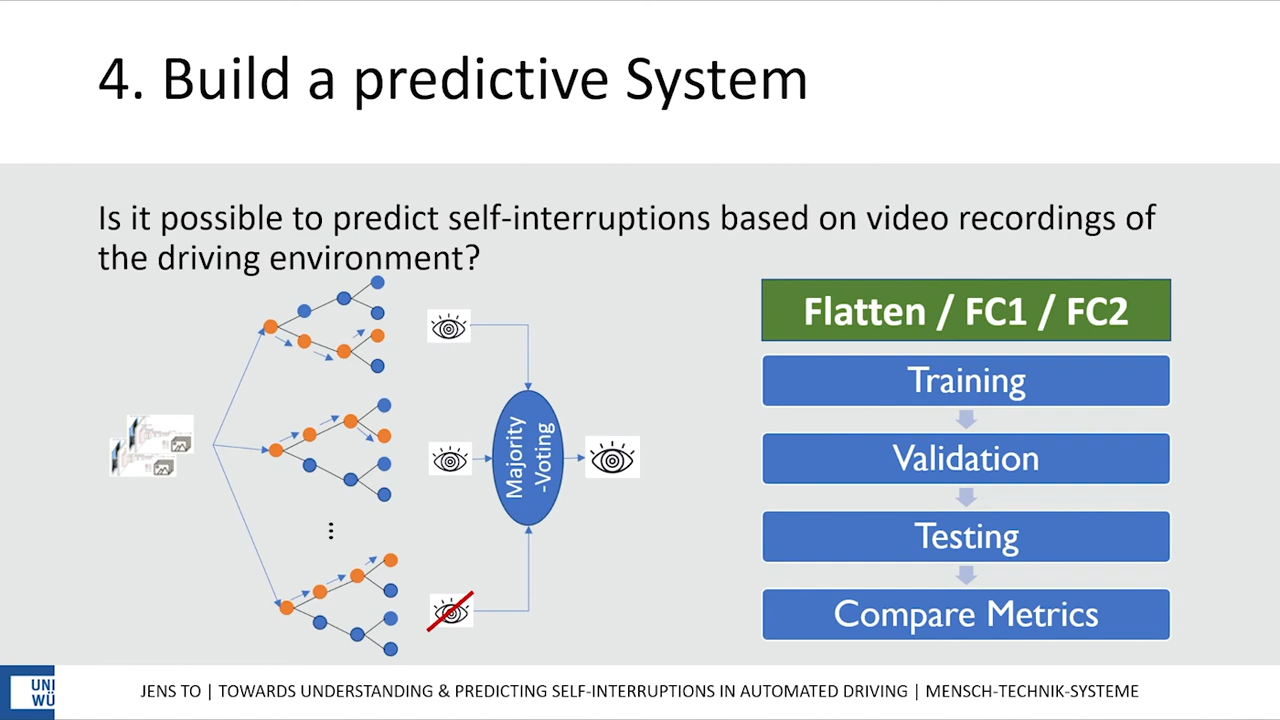 4. Build a predictive System
Is it possible to predict self-interruptions based on video recordings of
the driving environment?
Majority
-Voting
...
Flatten / FC1 / FC2
Training
Validation
Testing
Compare Metrics
UNI
WÜ
JENS TO | TOWARDS UNDERSTANDING & PREDICTING SELF-INTERRUPTIONS IN AUTOMATED DRIVING | MENSCH-TECHNIK-SYSTEME